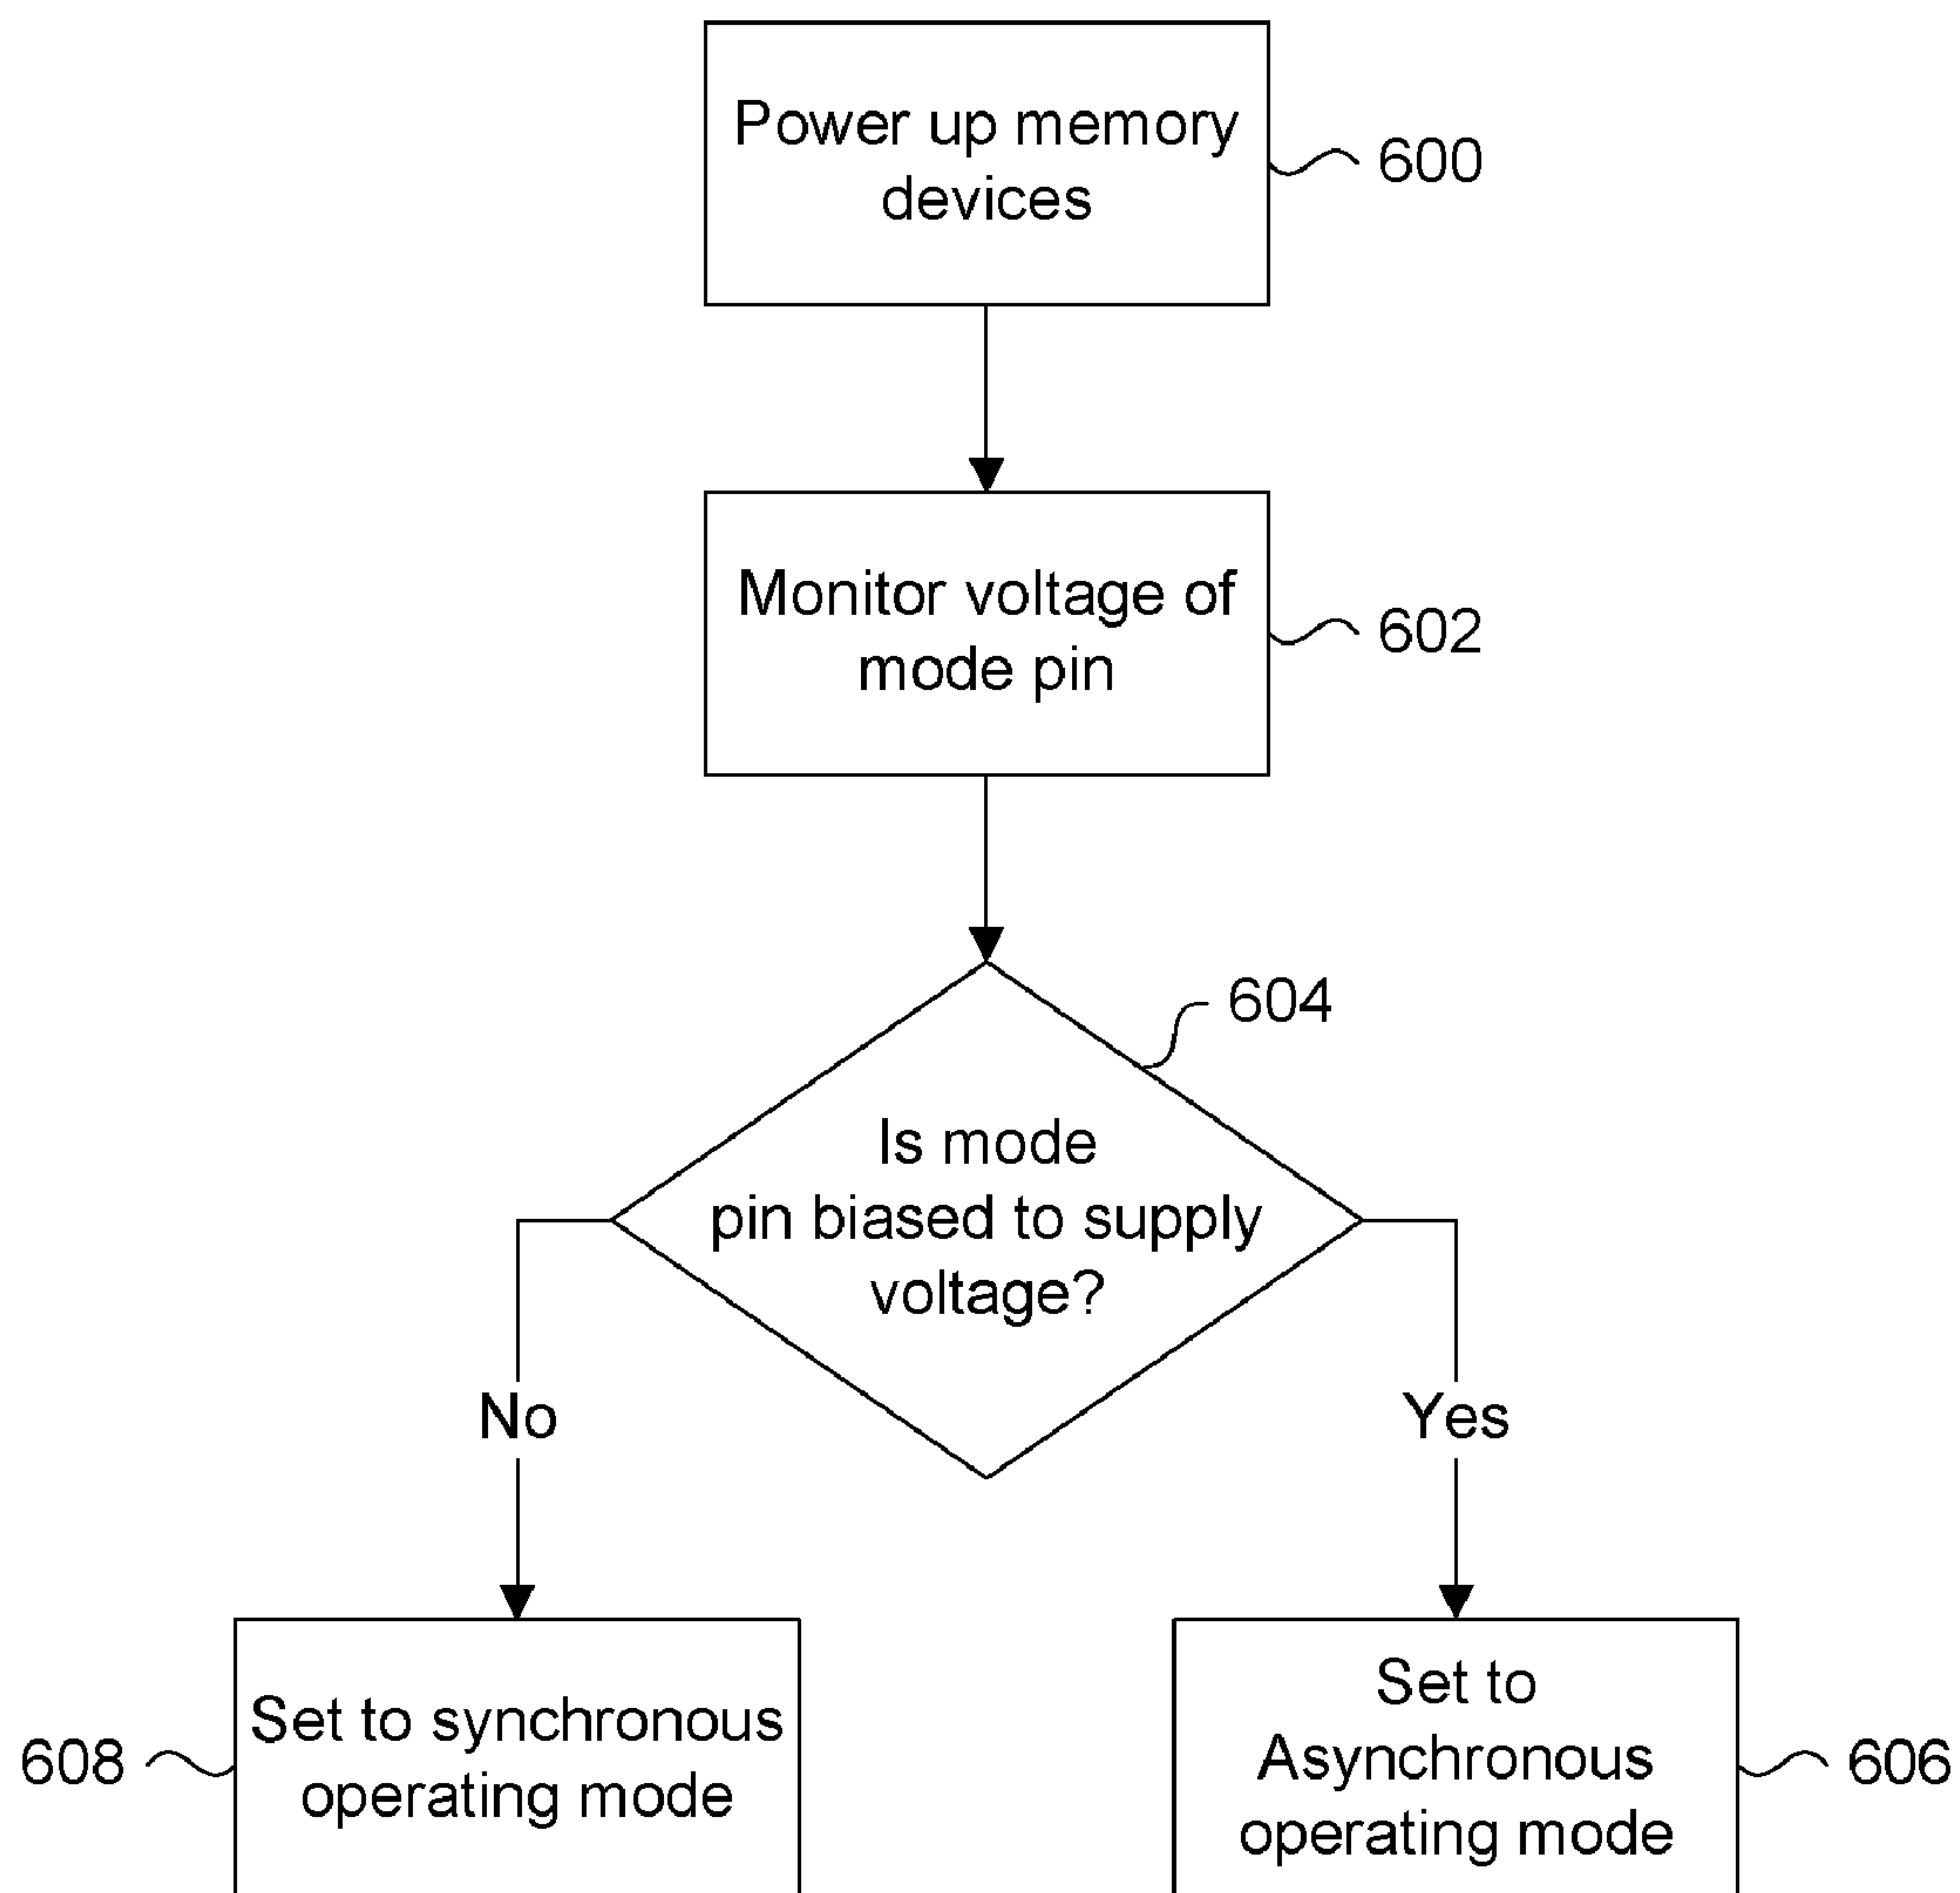 Power up memory
devices
600
Monitor voltage of
mode pin
602
604
Is mode
pin biased to supply
voltage?
No
Yes
608
Set to synchronous
operating mode
Set to
Asynchronous
operating mode
606